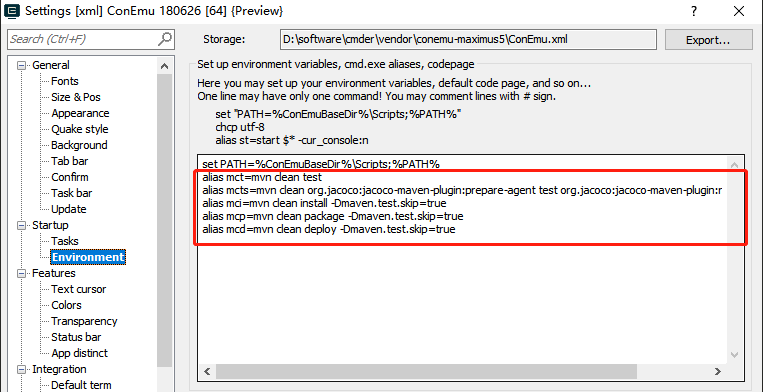 Settings [xml] ConEmu 180626 [64] {Preview}
Search (Ctrl+F)
Storage:
D:\software\cmder\vendor\conemu-maximus5\ConEmu.xml
Export...
General
Fonts
Size & Pos
Appearance
Quake style
Background
Tab bar
Confirm
Task bar
Update
Startup
Tasks
Environment
Features
Text cursor
Colors
Transparency
Status bar
App distinct
Integration
Default term
Set up environment variables, cmd.exe aliases, codepage
Here you may set up your environment variables, default code page, and so on...
One line may have only one command! You may comment lines with # sign.
set "PATH=%ConEmuBaseDir%\Scripts;%PATH%"
chcp utf-8
alias st=start $* -cur_console:n
set PATH=%ConEmuBaseDir%\Scripts;%PATH%
alias mct=mvn clean test
alias mcts=mvn clean org.jacoco:jacoco-maven-plugin:prepare-agent test org.jacoco:jacoco-maven-plugin:r
alias mci=mvn clean install -Dmaven.test.skip=true
alias mcp=mvn clean package -Dmaven.test.skip=true
alias mcd=mvn clean deploy -Dmaven.test.skip=true